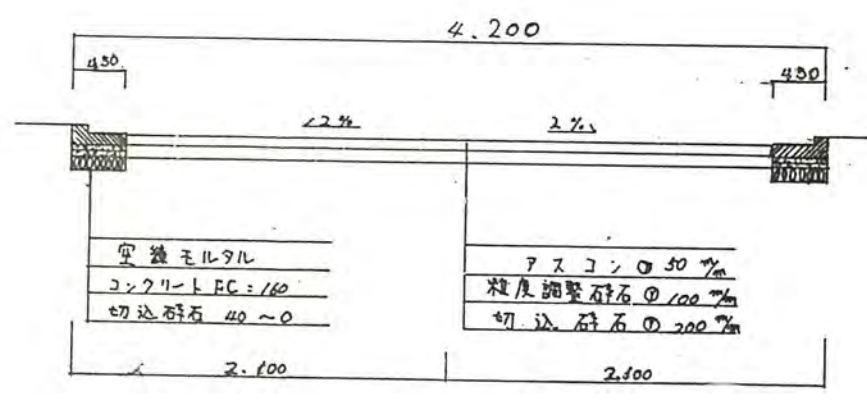 4.200
450
450
2%
2%
空練モルタル
コンクリート FC=160
切込砕石 40~0
アスコン ⓣ 50 m/m
粒度調整砕石 ⓣ 100 m/m
切込砕石 ⓣ 200 m/m
2.100
2.100